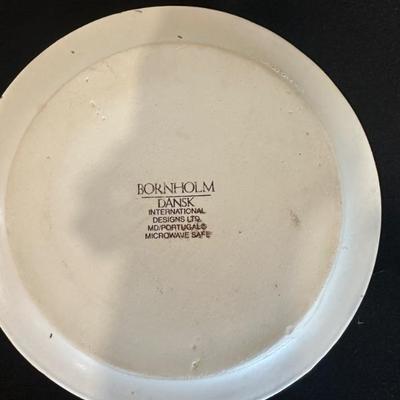 BORNHOLM
DANSK
INTERNATIONAL
DESIGNS LTD.
MD/PORTUGAL©
MICROWAVE SAFE